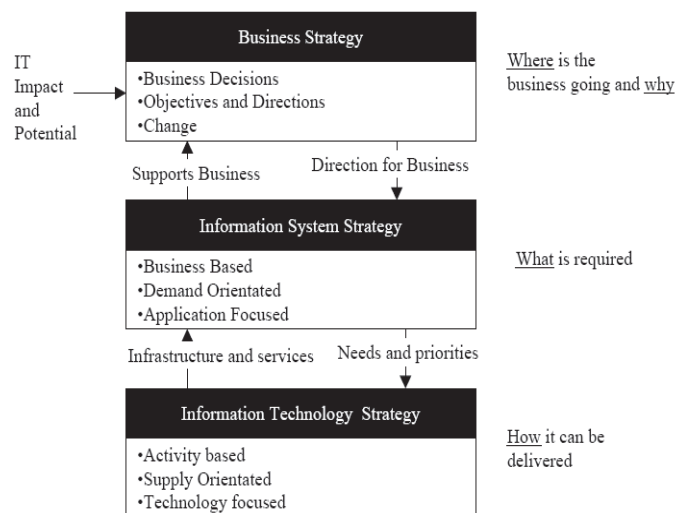 Business Strategy
IT
Impact
and
Potential
•Business Decisions
•Objectives and Directions
•Change
Where is the
business going and why
Supports Business
Direction for Business
Information System Strategy
•Business Based
•Demand Orientated
•Application Focused
What is required
Infrastructure and services
Needs and priorities
Information Technology Strategy
•Activity based
•Supply Orientated
•Technology focused
How it can be
delivered